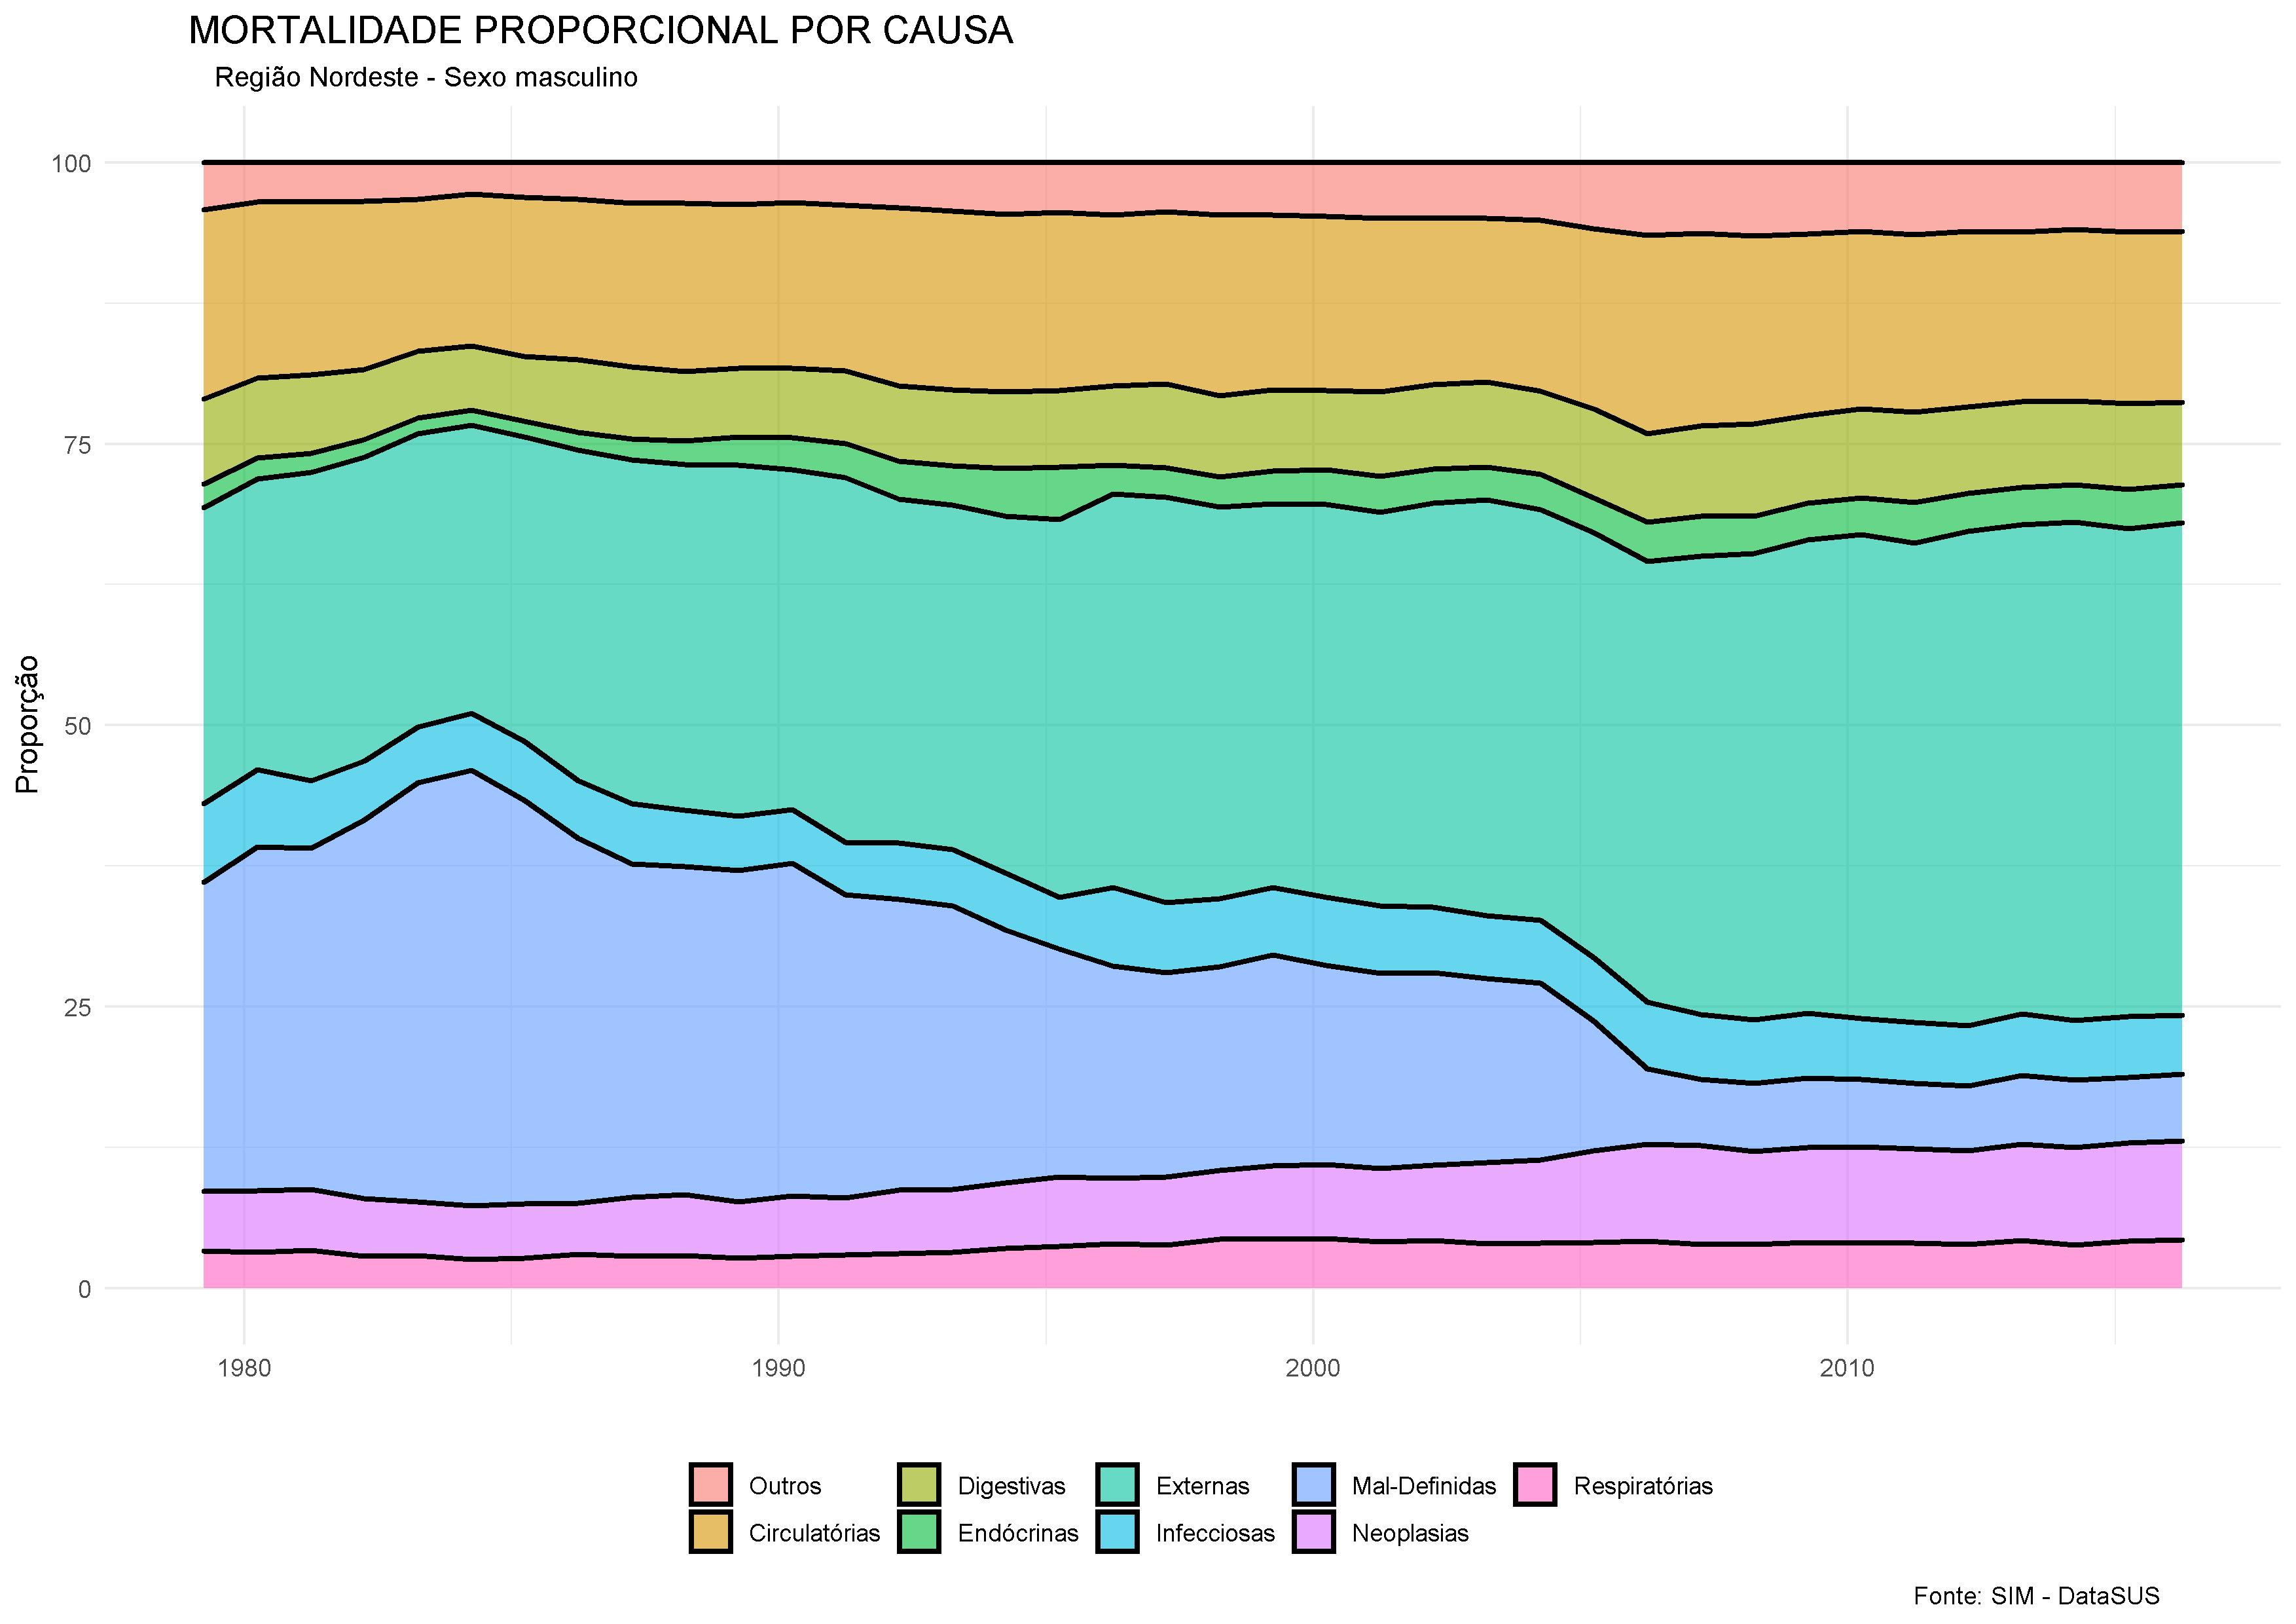 MORTALIDADE PROPORCIONAL POR CAUSA
Região Nordeste - Sexo masculino
100
75
50
25
0
Proporção
1980 1990 2000 2010
Outros Digestivas Externas Mal-Definidas Respiratórias
Circulatórias Endócrinas Infecciosas Neoplasias
Fonte: SIM - DataSUS